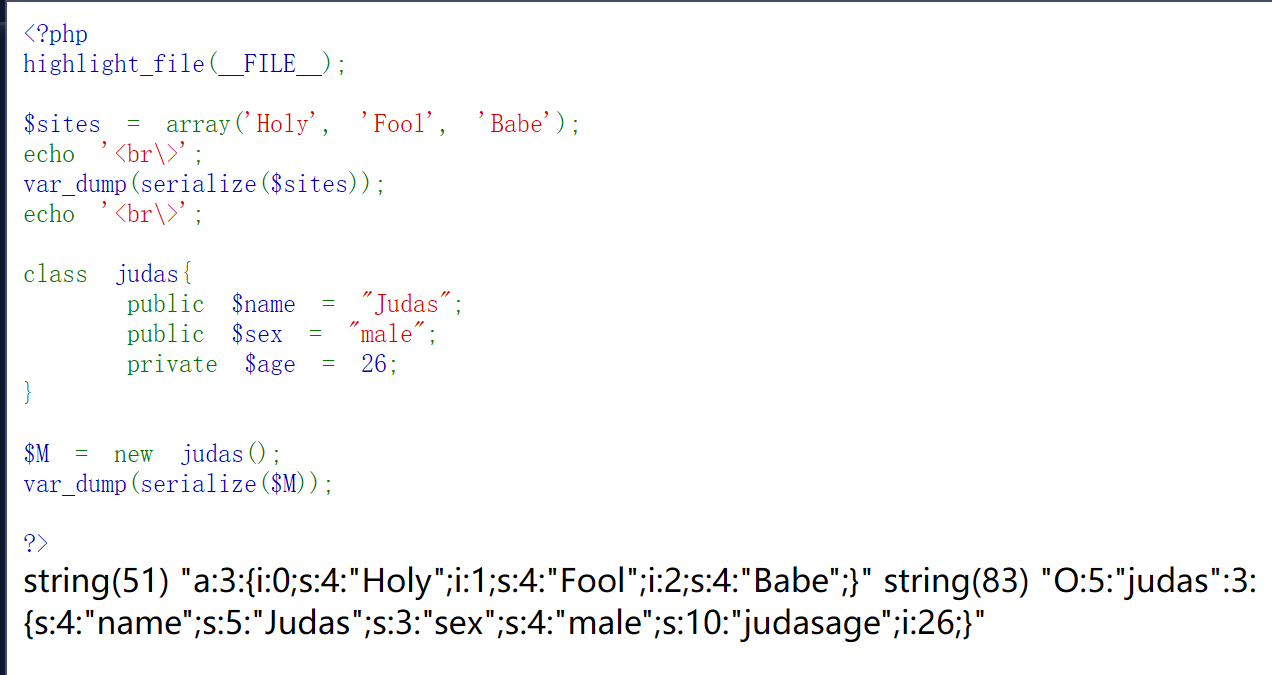 <?php
highlight_file(__FILE__);
$sites = array('Holy', 'Fool', 'Babe');
echo '<br\>';
var_dump(serialize($sites));
echo '<br\>';
class judas{
public $name = "Judas";
public $sex = "male";
private $age = 26;
}
$M = new judas();
var_dump(serialize($M));
?>
string(51) "a:3:{i:0;s:4:"Holy";i:1;s:4:"Fool";i:2;s:4:"Babe";}" string(83) "O:5:"judas":3:
{s:4:"name";s:5:"Judas";s:3:"sex";s:4:"male";s:10:"judasage";i:26;}"